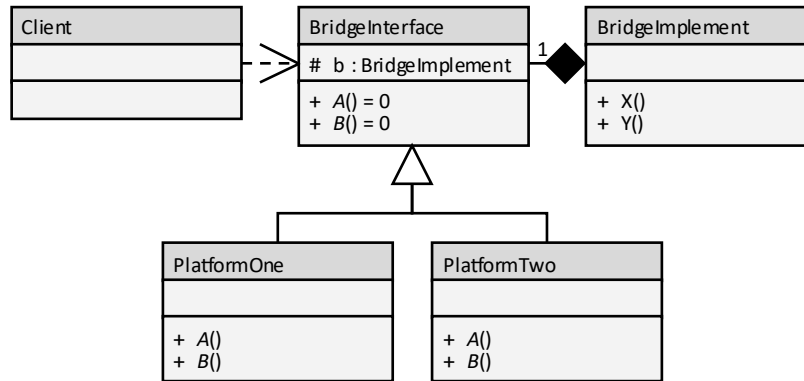 Client
BridgeInterface
# b : BridgeImplement
+ A() = 0
+ B() = 0
1
BridgeImplement
+ X()
+ Y()
PlatformOne
+ A()
+ B()
PlatformTwo
+ A()
+ B()